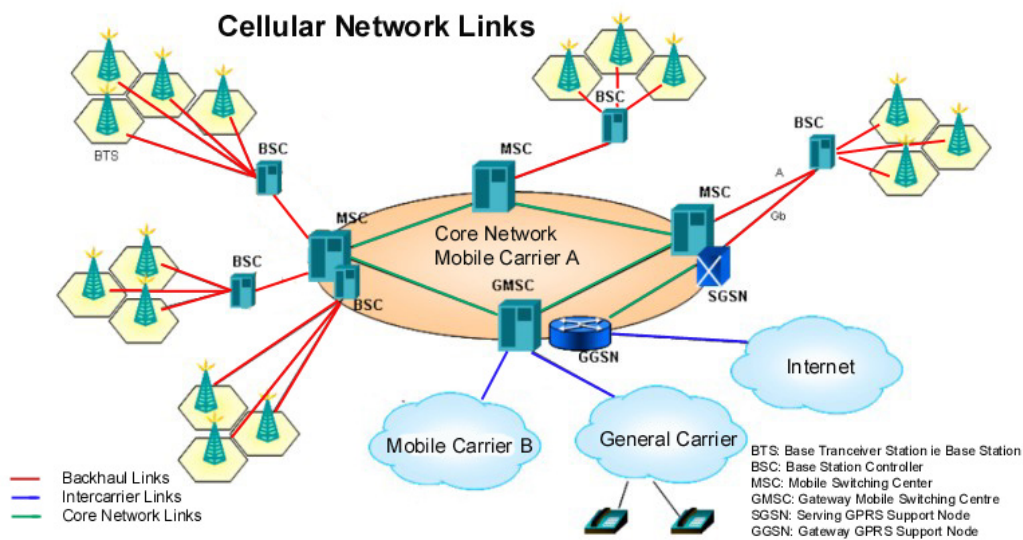 Cellular Network Links
BSC
BSC
BTS
BSC
MSC
A
MSC
MSC
Gb
Core Network
Mobile Carrier A
BSC
BSC
GMSC
SGSN
GGSN
Internet
Mobile Carrier B
General Carrier
Backhaul Links
Intercarrier Links
Core Network Links
BTS: Base Tranceiver Station ie Base Station
BSC: Base Station Controller
MSC: Mobile Switching Center
GMSC: Gateway Mobile Switching Centre
SGSN: Serving GPRS Support Node
GGSN: Gateway GPRS Support Node